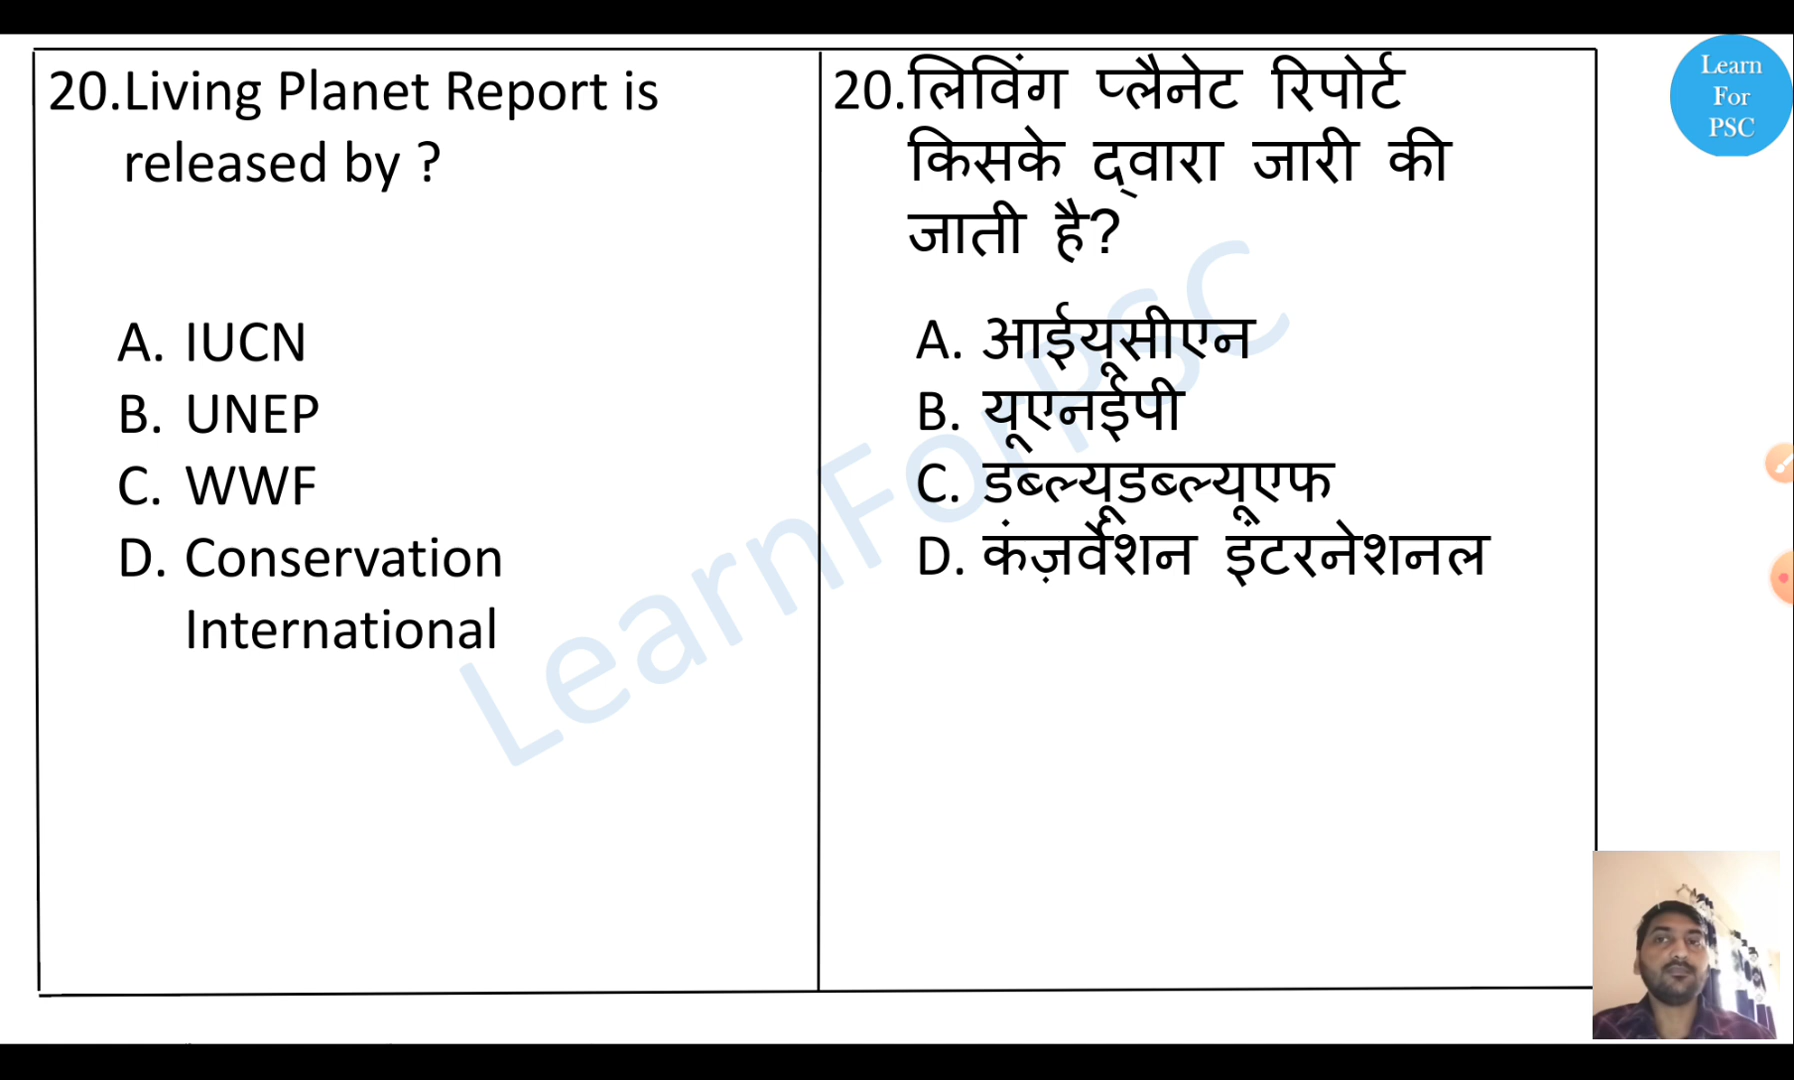 20.Living Planet Report is
released by ?
A. IUCN
B. UNEP
C. WWF
D. Conservation
International
20.लिविंग प्लैनेट रिपोर्ट
किसके द्वारा जारी की
जाती है?
A. आईयूसीएन
B. यूएनईपी
C. डब्ल्यूडब्ल्यूएफ
D. कंज़र्वेशन इंटरनेशनल
Learn
For
PSC
LearnForPSC